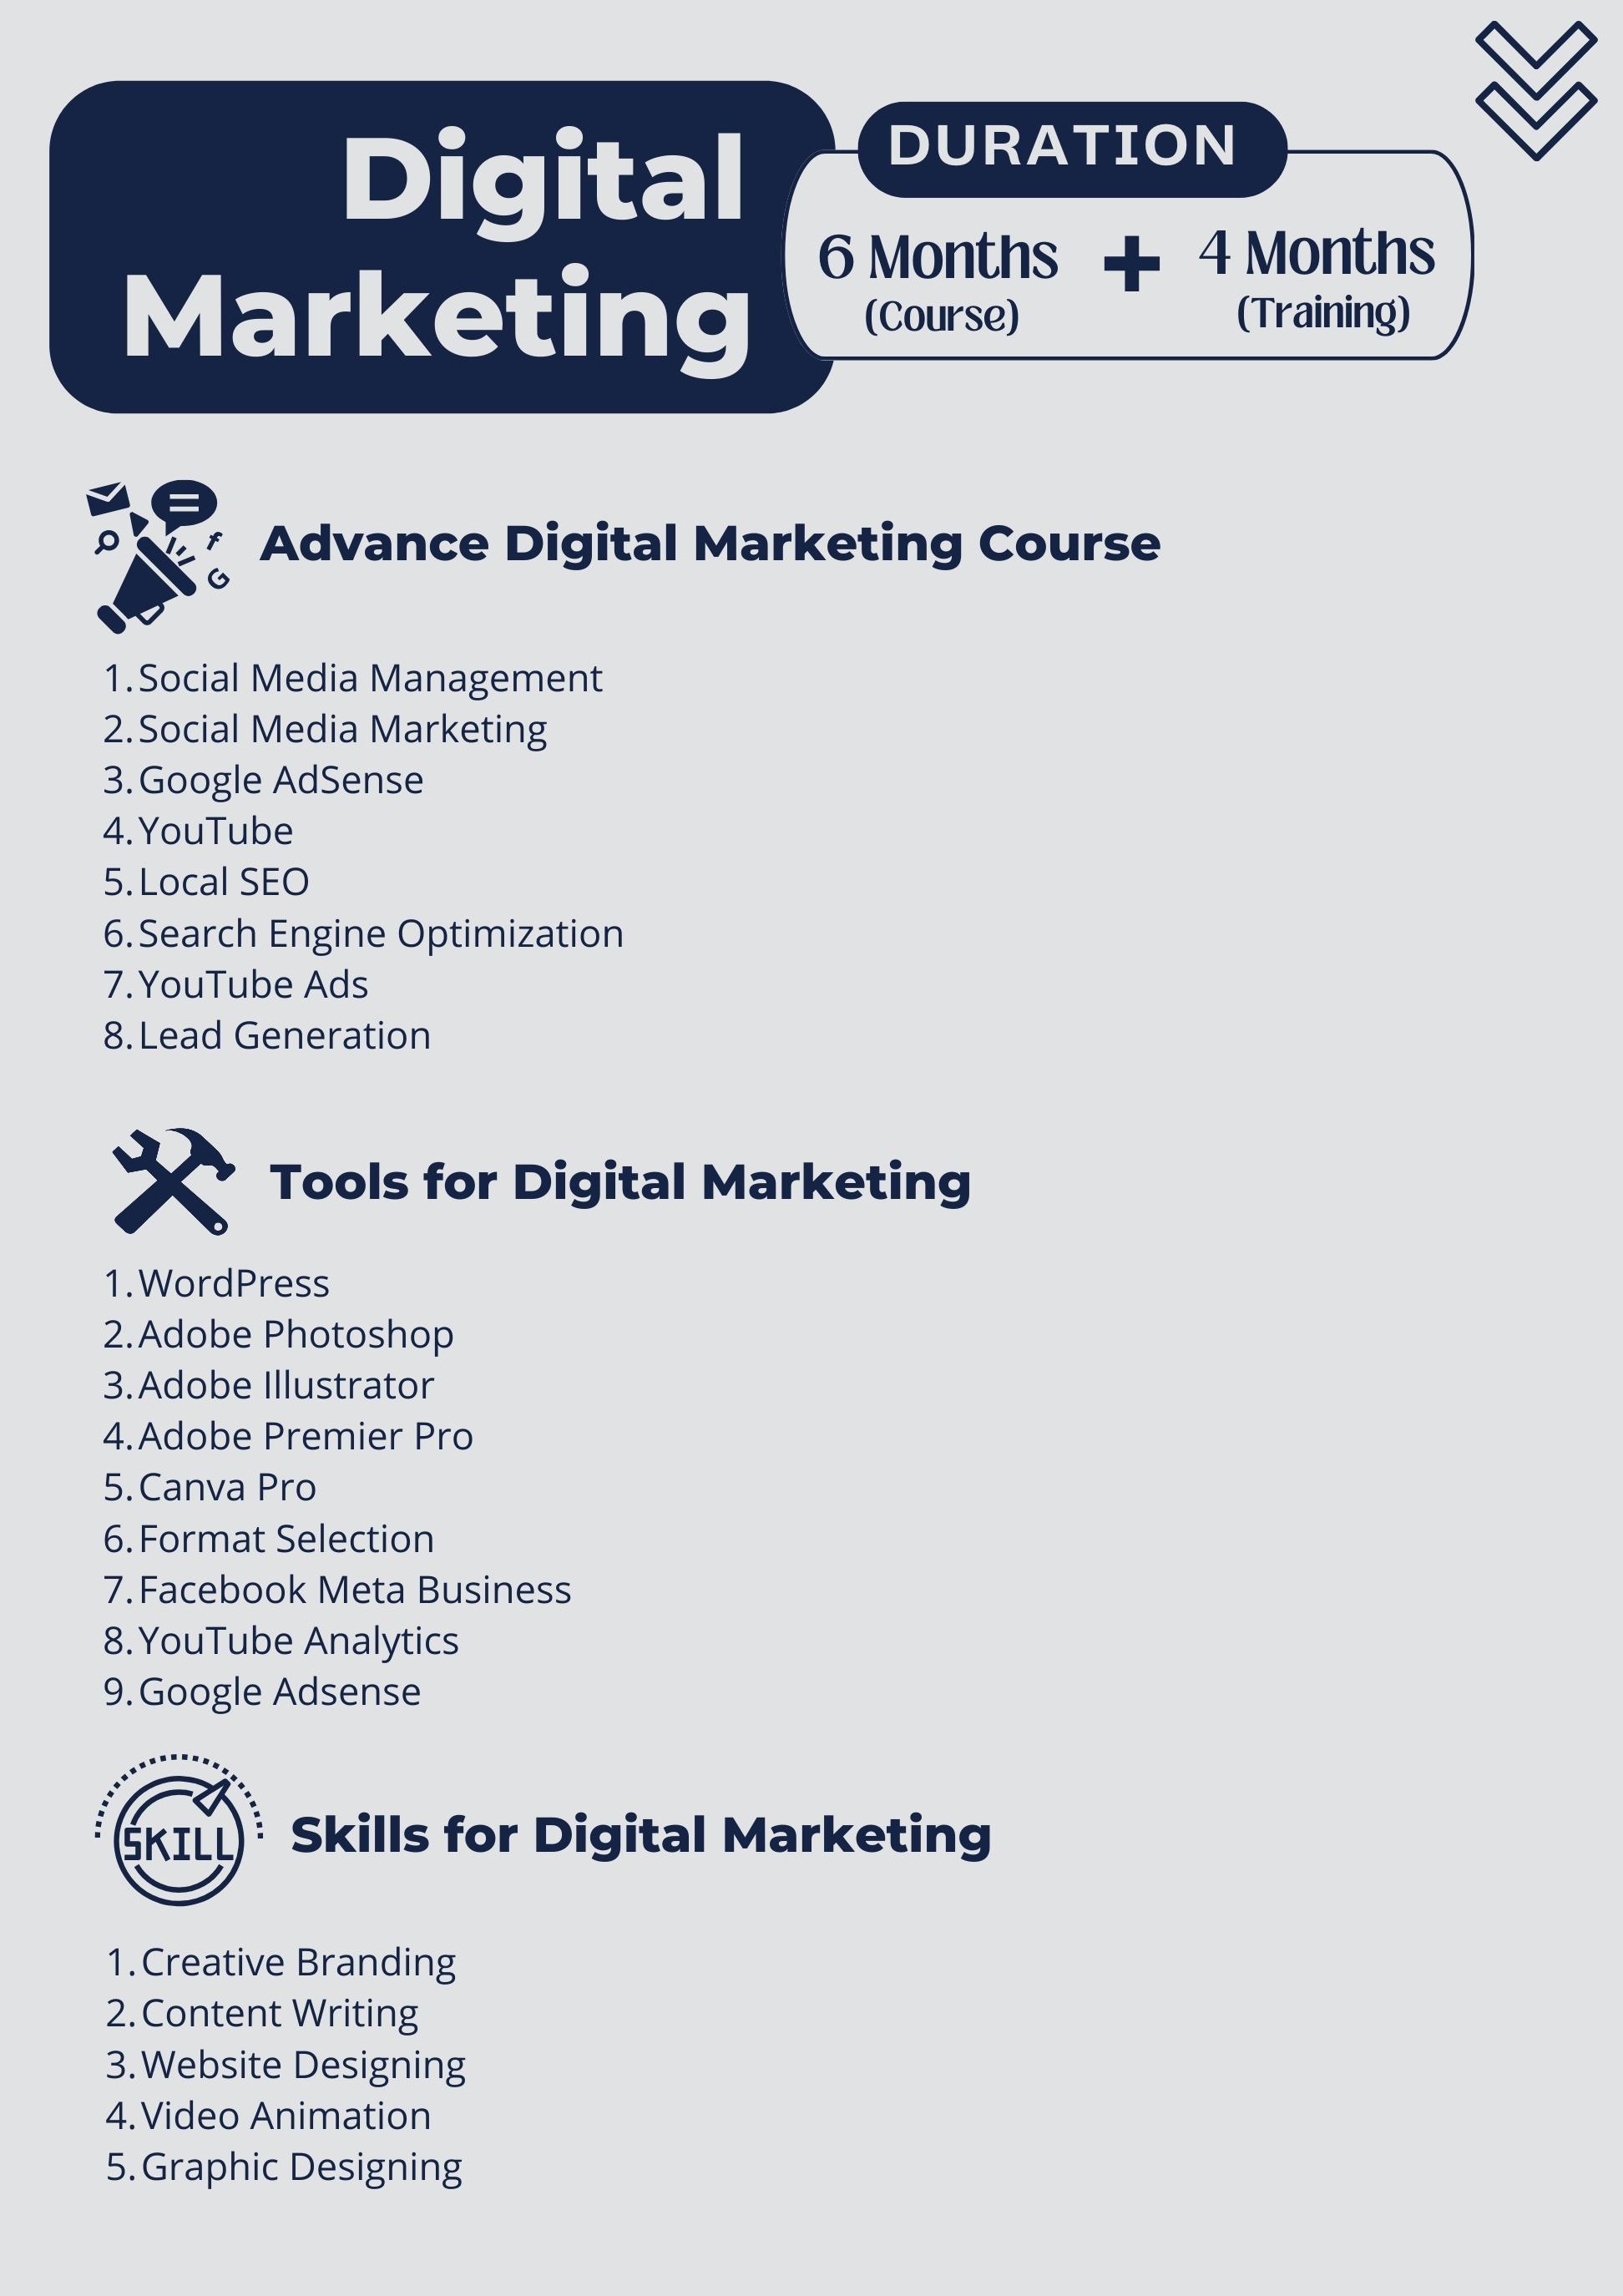 Digital
Marketing
DURATION
6 Months + 4 Months
(Course) (Training)
f
G
Advance Digital Marketing Course
1. Social Media Management
2. Social Media Marketing
3. Google AdSense
4. YouTube
5. Local SEO
6. Search Engine Optimization
7. YouTube Ads
8. Lead Generation
Tools for Digital Marketing
1. WordPress
2. Adobe Photoshop
3. Adobe Illustrator
4. Adobe Premier Pro
5. Canva Pro
6. Format Selection
7. Facebook Meta Business
8. YouTube Analytics
9. Google Adsense
SKILL
Skills for Digital Marketing
1. Creative Branding
2. Content Writing
3. Website Designing
4. Video Animation
5. Graphic Designing